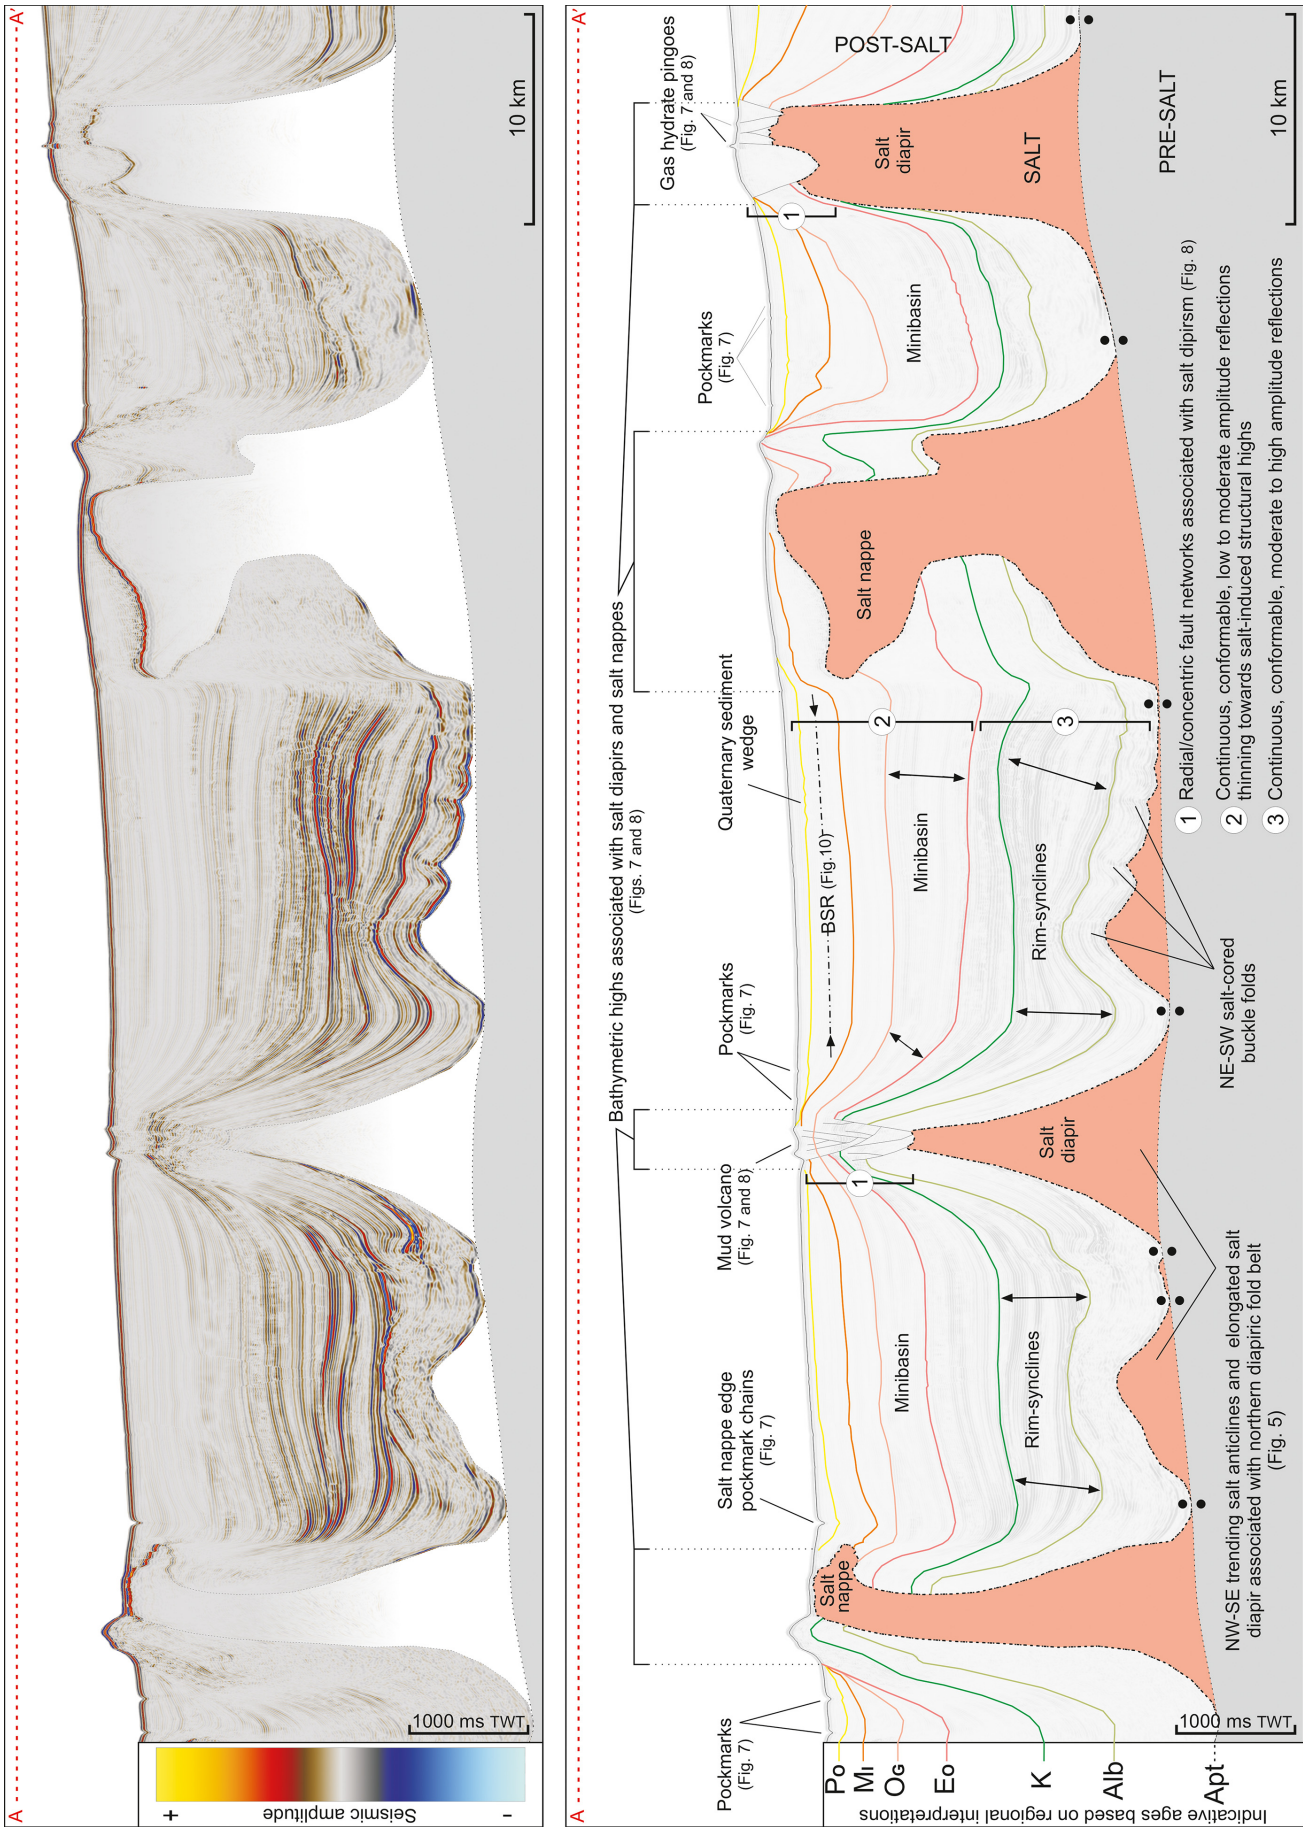 A
A'
10 km
1000 ms TWT
+
Seismic amplitude
-
A
A'
Bathymetric highs associated with salt diapirs and salt nappes
(Figs. 7 and 8)
Pockmarks
(Fig. 7)
Salt nappe edge
pockmark chains
(Fig. 7)
Mud volcano
(Fig. 7 and 8)
Pockmarks
(Fig. 7)
Quaternary sediment
wedge
Pockmarks
(Fig. 7)
Gas hydrate pingoes
(Fig. 7 and 8)
POST-SALT
Salt
nappe
Minibasin
Rim-synclines
1
Salt
diapir
BSR (Fig.10)
Minibasin
Rim-synclines
2
3
Salt nappe
Minibasin
1
Salt
diapir
SALT
PRE-SALT
10 km
Po
Mi
OG
Eo
K
Alb
Apt
Indicative ages based on regional interpretations
1000 ms TWT
NW-SE trending salt anticlines and elongated salt
diapir associated with northern diapiric fold belt
(Fig. 5)
NE-SW salt-cored
buckle folds
1 Radial/concentric fault networks associated with salt dipirsm (Fig. 8)
2 Continuous, conformable, low to moderate amplitude reflections
thinning towards salt-induced structural highs
3 Continuous, conformable, moderate to high amplitude reflections